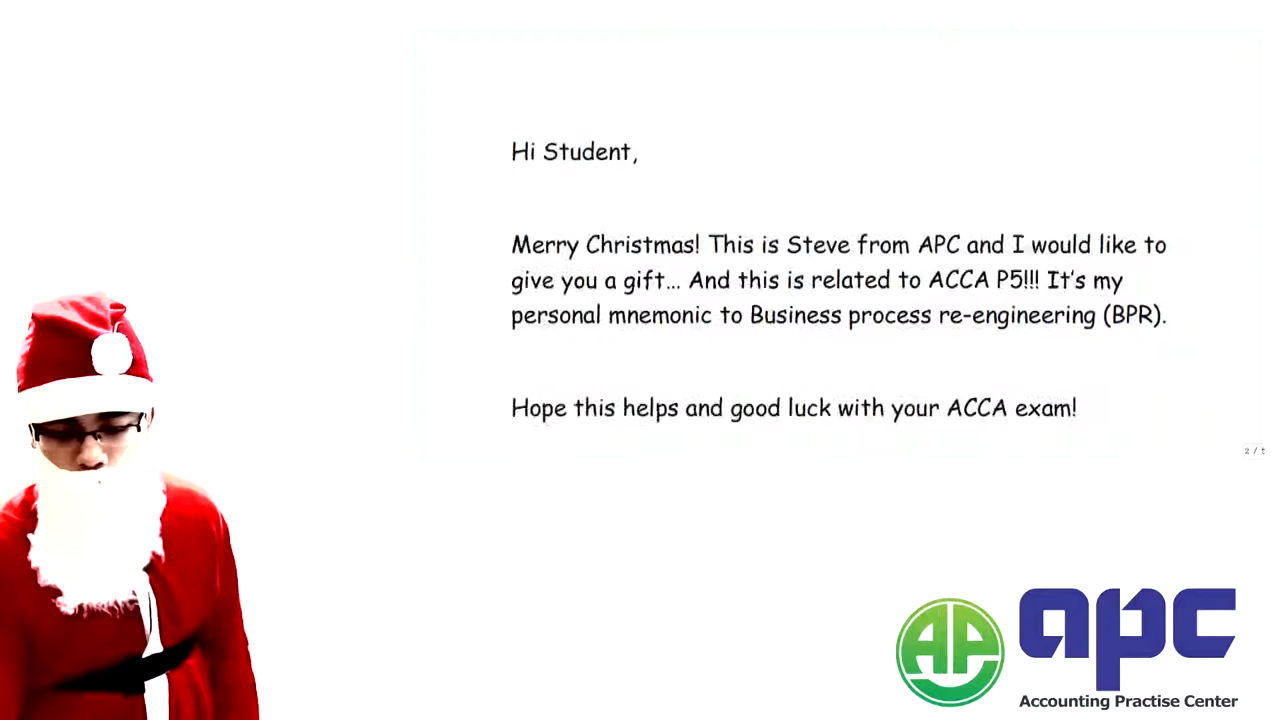 Hi Student,
Merry Christmas! This is Steve from APC and I would like to
give you a gift... And this is related to ACCA P5!!! It's my
personal mnemonic to Business process re-engineering (BPR).
Hope this helps and good luck with your ACCA exam!
2 / 5
AP
apc
Accounting Practise Center